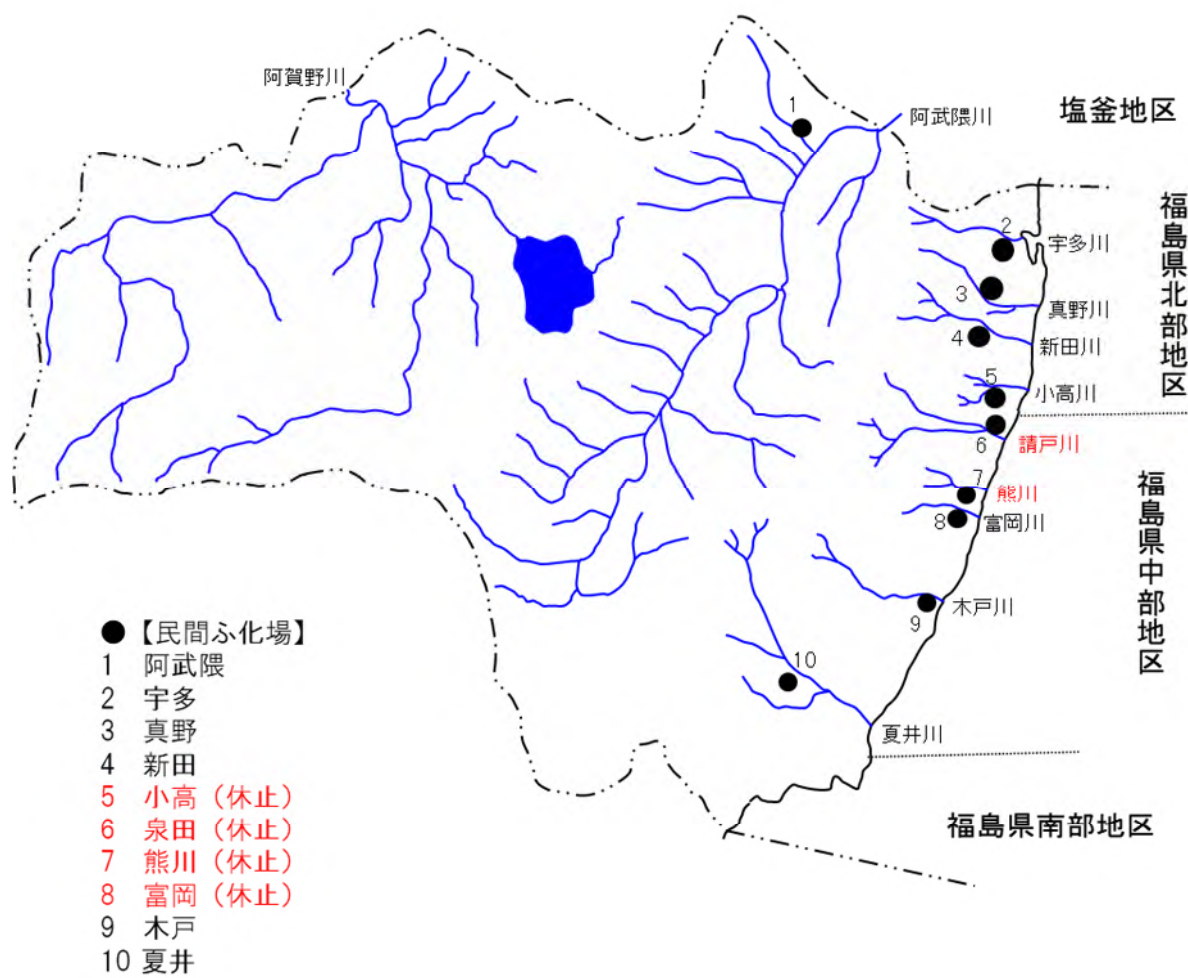 阿賀野川
1
阿武隈川
塩釜地区
福島県北部地区
2
宇多川
3
真野川
4
新田川
5
小高川
6
請戸川
7
熊川
8
富岡川
福島県中部地区
木戸川
9
10
夏井川
福島県南部地区
●【民間ふ化場】
1 阿武隈
2 宇多
3 真野
4 新田
5 小高（休止）
6 泉田（休止）
7 熊川（休止）
8 富岡（休止）
9 木戸
10 夏井